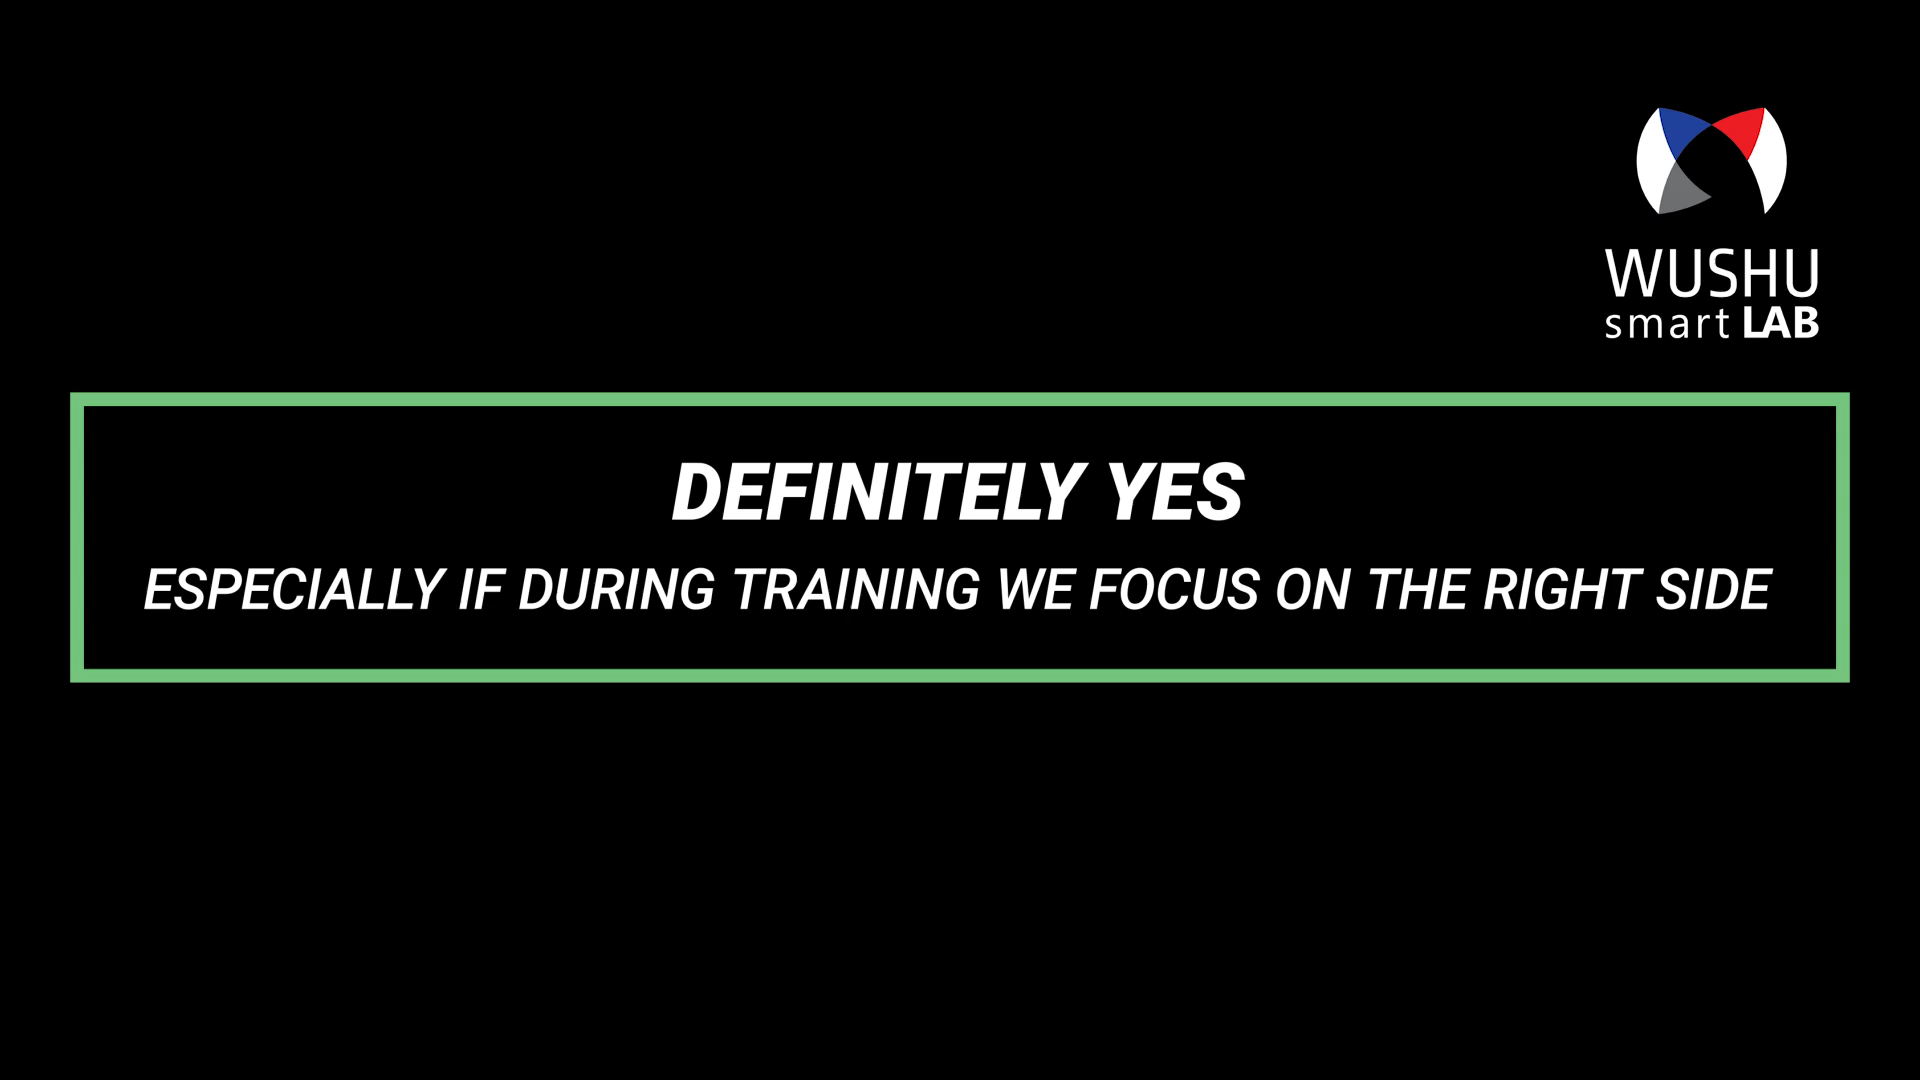 WUSHU
smart LAB
DEFINITELY YES
ESPECIALLY IF DURING TRAINING WE FOCUS ON THE RIGHT SIDE